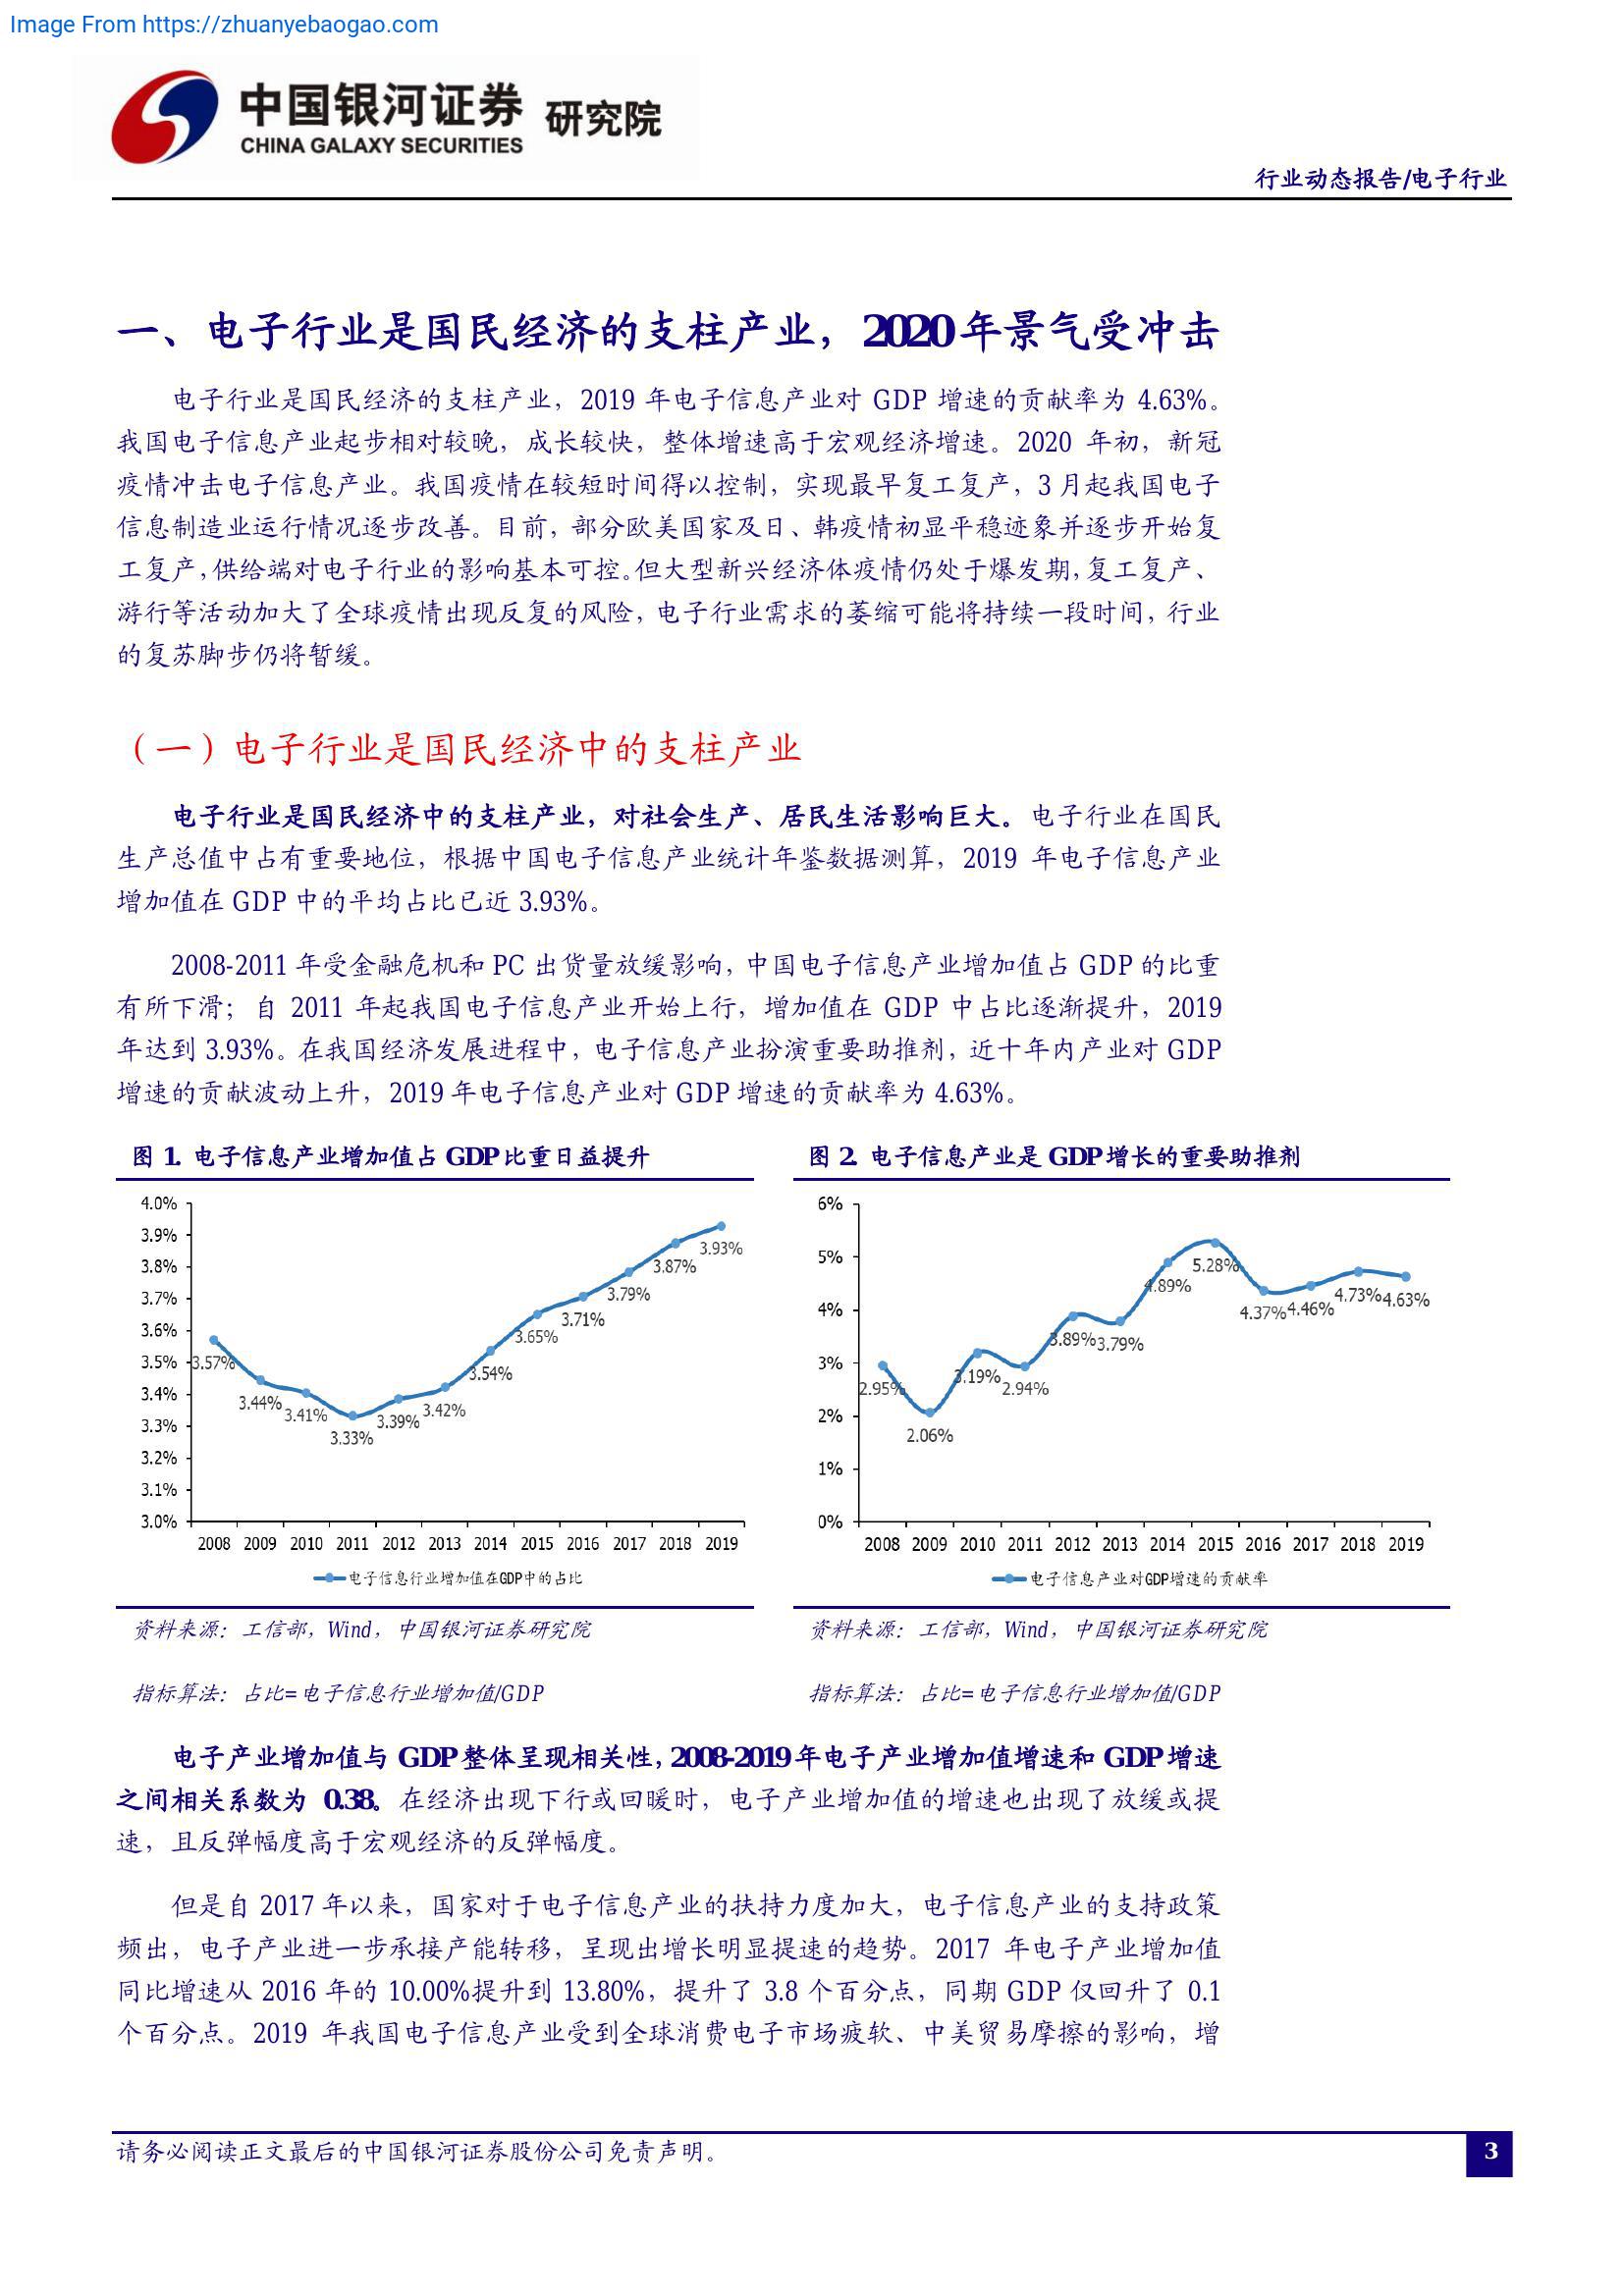 Image From https://zhuanyebaogao.com
中国银河证券 研究院
CHINA GALAXY SECURITIES
行业动态报告/电子行业
一、电子行业是国民经济的支柱产业，2020年景气受冲击
电子行业是国民经济的支柱产业，2019 年电子信息产业对 GDP 增速的贡献率为 4.63%。
我国电子信息产业起步相对较晚，成长较快，整体增速高于宏观经济增速。2020 年初，新冠
疫情冲击电子信息产业。我国疫情在较短时间得以控制，实现最早复工复产，3 月起我国电子
信息制造业运行情况逐步改善。目前，部分欧美国家及日、韩疫情初显平稳迹象并逐步开始复
工复产，供给端对电子行业的影响基本可控。但大型新兴经济体疫情仍处于爆发期，复工复产、
游行等活动加大了全球疫情出现反复的风险，电子行业需求的萎缩可能将持续一段时间，行业
的复苏脚步仍将暂缓。
（一）电子行业是国民经济中的支柱产业
电子行业是国民经济中的支柱产业，对社会生产、居民生活影响巨大。电子行业在国民
生产总值中占有重要地位，根据中国电子信息产业统计年鉴数据测算，2019 年电子信息产业
增加值在 GDP 中的平均占比已近 3.93%。
2008-2011 年受金融危机和 PC 出货量放缓影响，中国电子信息产业增加值占 GDP 的比重
有所下滑；自 2011 年起我国电子信息产业开始上行，增加值在 GDP 中占比逐渐提升，2019
年达到 3.93%。在我国经济发展进程中，电子信息产业扮演重要助推剂，近十年内产业对 GDP
增速的贡献波动上升，2019 年电子信息产业对 GDP 增速的贡献率为 4.63%。
图 1. 电子信息产业增加值占 GDP 比重日益提升
4.0%
3.9%
3.8%
3.7%
3.6%
3.5%
3.4%
3.3%
3.2%
3.1%
3.0%
3.57%
3.44%
3.41%
3.33%
3.39%
3.42%
3.54%
3.65%
3.71%
3.79%
3.87%
3.93%
2008 2009 2010 2011 2012 2013 2014 2015 2016 2017 2018 2019
电子信息行业增加值在GDP中的占比
资料来源：工信部，Wind，中国银河证券研究院
指标算法：占比=电子信息行业增加值/GDP
图 2. 电子信息产业是 GDP 增长的重要助推剂
6%
5%
4%
3%
2%
1%
0%
2.95%
2.06%
3.19%
2.94%
3.89%
3.79%
4.89%
5.28%
4.37%
4.46%
4.73%
4.63%
2008 2009 2010 2011 2012 2013 2014 2015 2016 2017 2018 2019
电子信息产业对GDP增速的贡献率
资料来源：工信部，Wind，中国银河证券研究院
指标算法：占比=电子信息行业增加值/GDP
电子产业增加值与 GDP 整体呈现相关性，2008-2019 年电子产业增加值增速和 GDP 增速
之间相关系数为 0.38。在经济出现下行或回暖时，电子产业增加值的增速也出现了放缓或提
速，且反弹幅度高于宏观经济的反弹幅度。
但是自 2017 年以来，国家对于电子信息产业的扶持力度加大，电子信息产业的支持政策
频出，电子产业进一步承接产能转移，呈现出增长明显提速的趋势。2017 年电子产业增加值
同比增速从 2016 年的 10.00%提升到 13.80%，提升了 3.8 个百分点，同期 GDP 仅回升了 0.1
个百分点。2019 年我国电子信息产业受到全球消费电子市场疲软、中美贸易摩擦的影响，增
请务必阅读正文最后的中国银河证券股份公司免责声明。
3